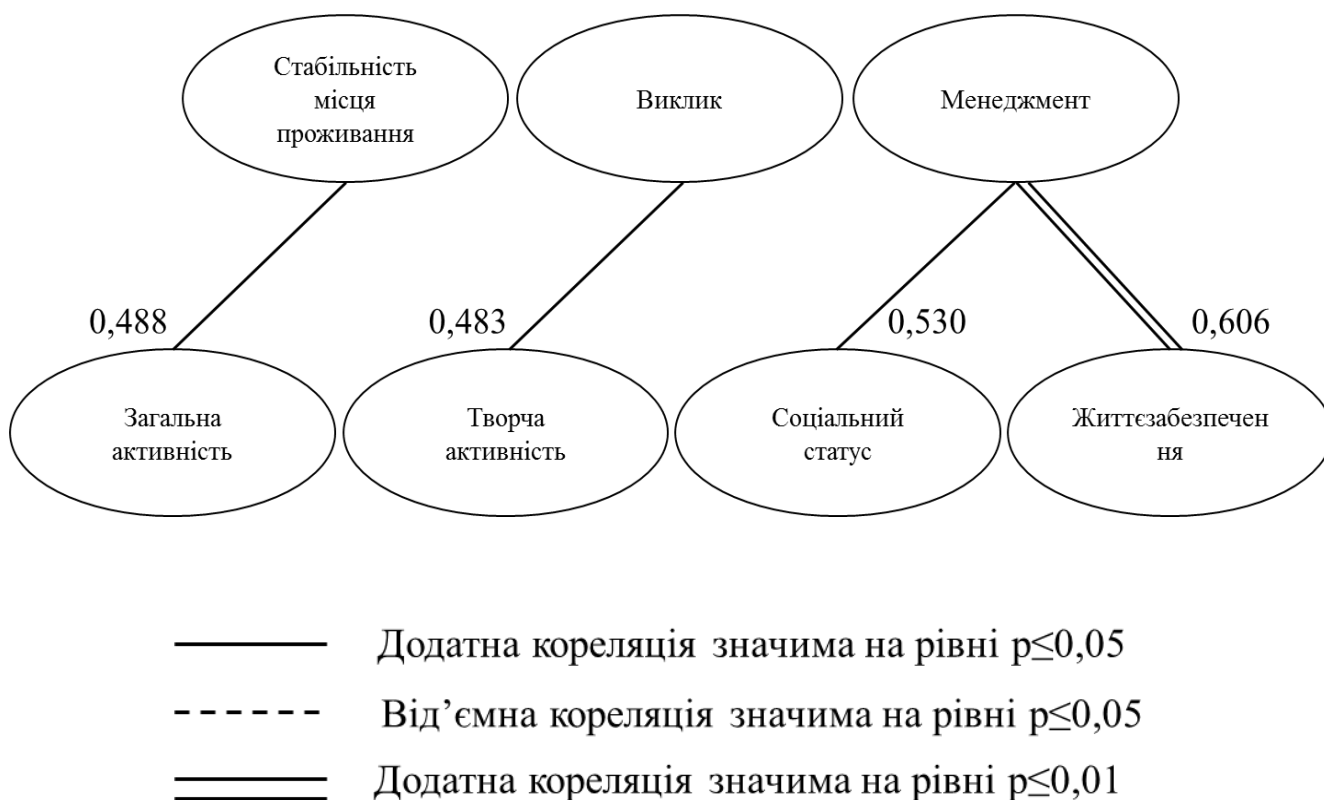 Стабільність
місця
проживання
Виклик
Менеджмент
0,488
0,483
0,530
0,606
Загальна
активність
Творча
активність
Соціальний
статус
Життєзабезпечен
ня
Додатна кореляція значима на рівні p≤0,05
Від’ємна кореляція значима на рівні p≤0,05
Додатна кореляція значима на рівні p≤0,01